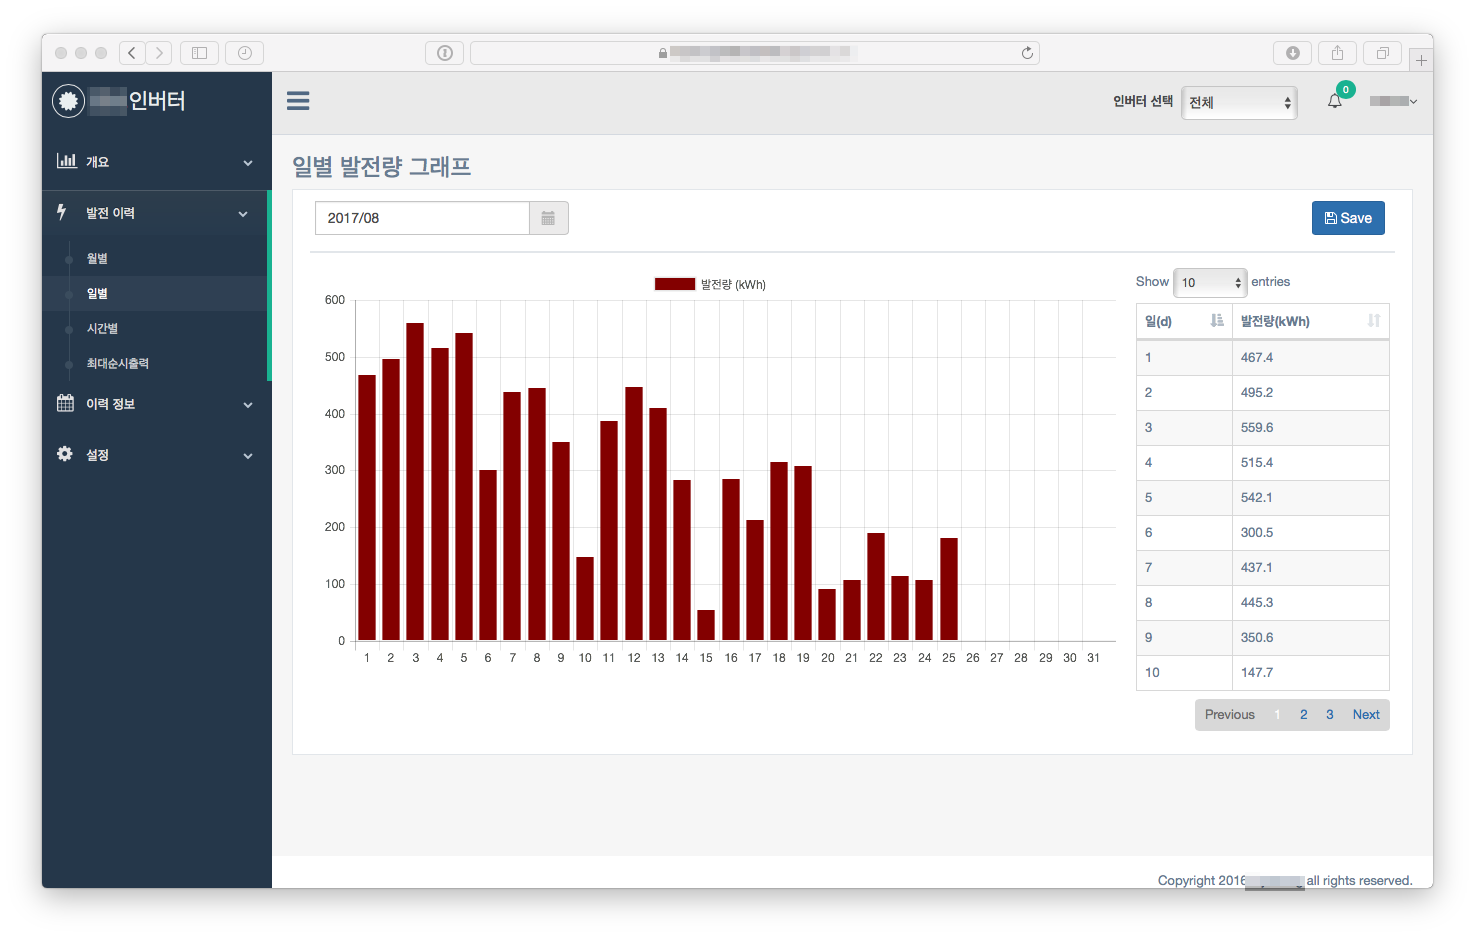 인버터
인버터 선택 전체 0
개요
발전 이력
월별
일별
시간별
최대순시출력
이력 정보
설정
일별 발전량 그래프
2017/08
Save
발전량 (kWh)
600
500
400
300
200
100
0
1 2 3 4 5 6 7 8 9 10 11 12 13 14 15 16 17 18 19 20 21 22 23 24 25 26 27 28 29 30 31
Show 10 entries
일(d) 발전량(kWh)
1 467.4
2 495.2
3 559.6
4 515.4
5 542.1
6 300.5
7 437.1
8 445.3
9 350.6
10 147.7
Previous 1 2 3 Next
Copyright 2016 all rights reserved.